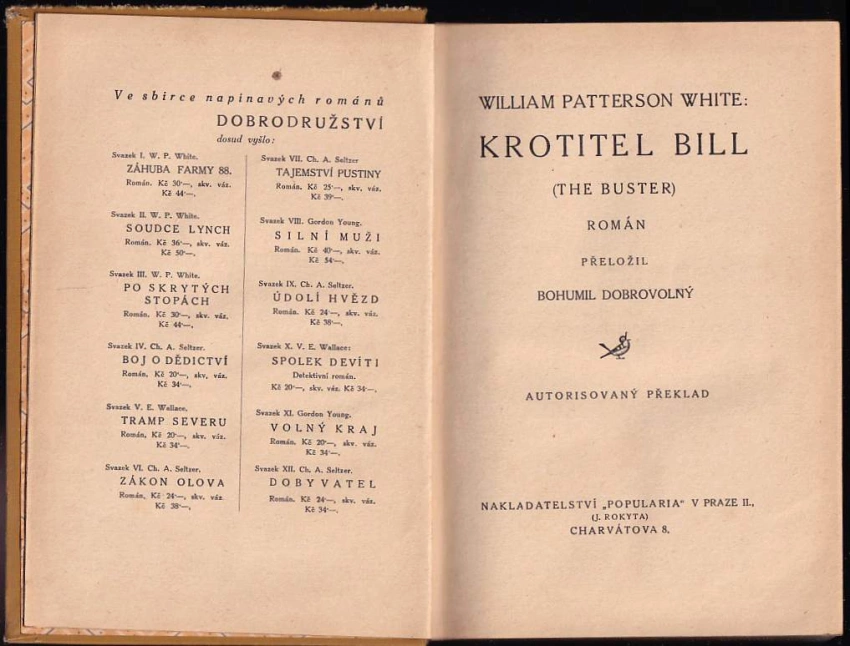 Ve sbírce napínavých románů
DOBRODRUŽSTVÍ
dosud vyšlo:
Svazek I. W. P. White.
ZÁHUBA FARMY 88.
Román. Kč 30·—, skv. váz.
Kč 44·—.
Svazek II. W. P. White.
SOUDCE LYNCH
Román. Kč 36·—, skv. váz.
Kč 50·—.
Svazek III. W. P. White.
PO SKRYTÝCH
STOPÁCH
Román. Kč 30·—, skv. váz.
Kč 44·—,
Svazek IV. Ch. A. Seltzer.
BOJ O DĚDICTVÍ
Román. Kč 20·—, skv. váz.
Kč 34·—.
Svazek V. E. Wallace.
TRAMP SEVERU
Román, Kč 20·—, skv. váz.
Kč 34·—.
Svazek VI. Ch. A. Seltzer.
ZÁKON OLOVA
Román. Kč 24·—, skv. váz.
Kč 38·—,
Svazek VII. Ch. A. Seltzer
TAJEMSTVÍ PUSTINY
Román. Kč 25·—, skv. váz.
Kč 39·—.
Svazek VIII. Gordon Young.
SILNÍ MUŽI
Román. Kč 40·—, skv. váz.
Kč 54·—.
Svazek IX. Ch. A. Seltzer.
ÚDOLÍ HVĚZD
Román. Kč 24·—, skv. váz.
Kč 38·—.
Svazek X. V. E. Wallace:
SPOLEK DEVÍTI
Detektivní román.
Kč 20·—, skv. váz. Kč 34·—.
Svazek XI. Gordon Young.
VOLNÝ KRAJ
Román. Kč 20·—, skv. váz.
Kč 34·—.
Svazek XII. Ch. A. Seltzer.
DOBYVATEL
Román. Kč 24·—, skv. váz.
Kč 34·—.
WILLIAM PATTERSON WHITE:
KROTITEL BILL
(THE BUSTER)
ROMÁN
PŘELOŽIL
BOHUMIL DOBROVOLNÝ
AUTORISOVANÝ PŘEKLAD
NAKLADATELSTVÍ „POPULARIA“ V PRAZE II.,
(J. ROKYTA)
CHARVÁTOVA 8.